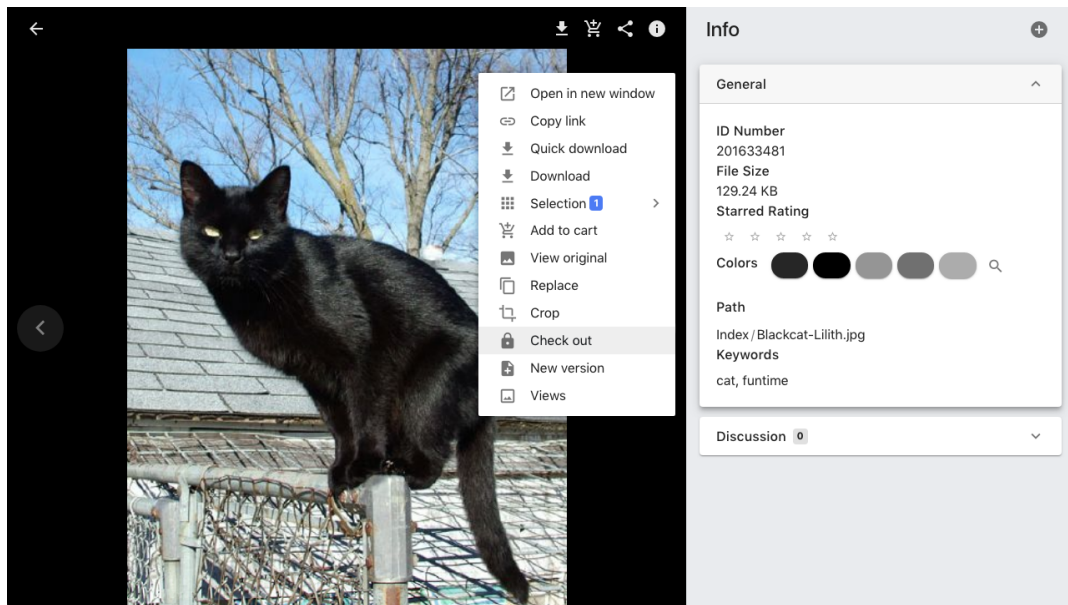 Info
Open in new window
Copy link
Quick download
Download
Selection 1
Add to cart
View original
Replace
Crop
Check out
New version
Views
General
ID Number
201633481
File Size
129.24 KB
Starred Rating
Colors
Path
Index/Blackcat-Lilith.jpg
Keywords
cat, funtime
Discussion 0